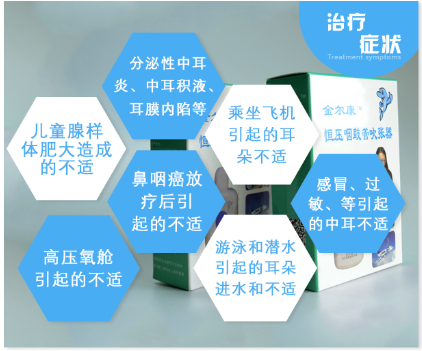 治疗
症状
Treatment symptoms
分泌性中耳
炎、中耳积液、
耳膜内陷等
儿童腺样
体肥大造成
的不适
乘坐飞机
引起的耳
朵不适
金尔康
恒压咽鼓管吹张器
鼻咽癌放
疗后引
起的不适
感冒、过
敏、等引起
的中耳不适
高压氧舱
引起的不适
游泳和潜水
引起的耳朵
进水和不适